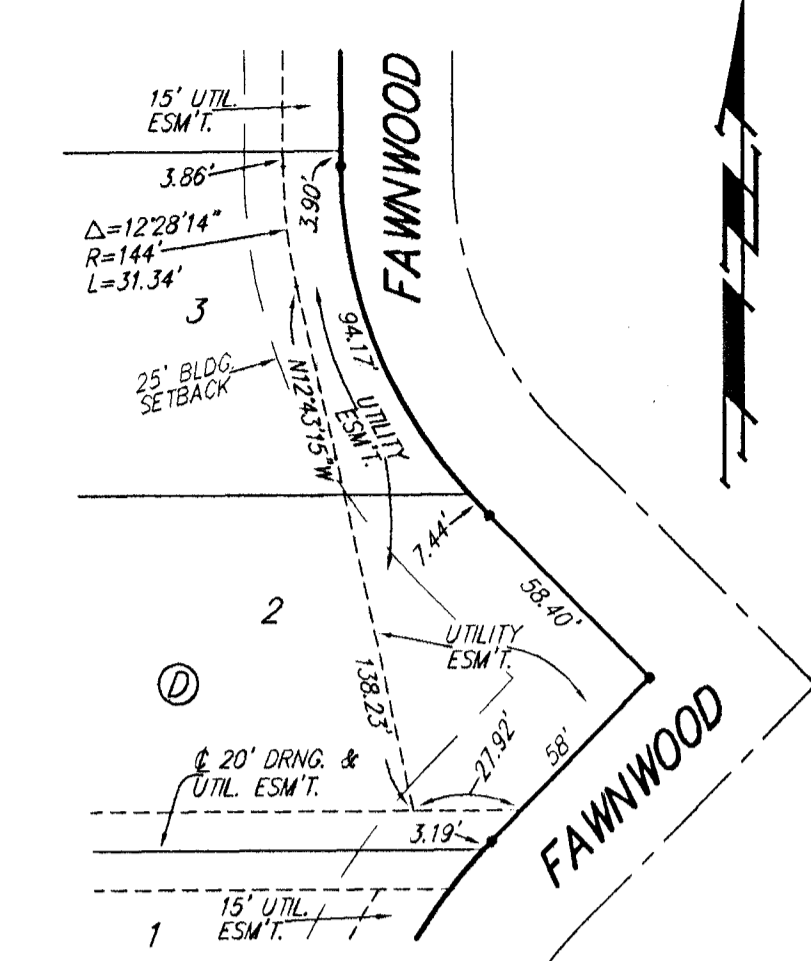 15' UTIL.
ESM'T.
FAWNWOOD
3.86'
3.90'
△=12°28'14"
R=144'
L=31.34'
3
94.17'
25' BLDG.
SETBACK
N12°43'15"W
UTILITY
ESM'T.
7.44'
58.40'
2
UTILITY
ESM'T.
D
138.23'
27.92'
58'
℄ 20' DRNG. &
UTIL. ESM'T.
3.19'
FAWNWOOD
15' UTIL.
ESM'T.
1